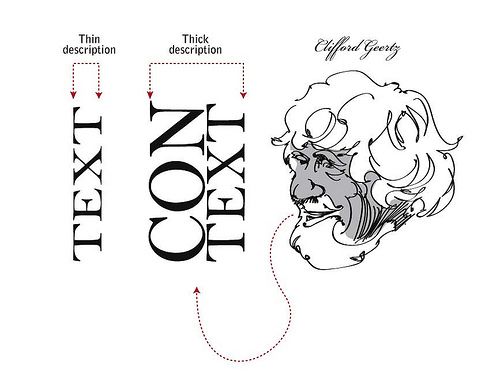 Thin
description
Thick
description
Clifford Geertz
TEXT
CON
TEXT